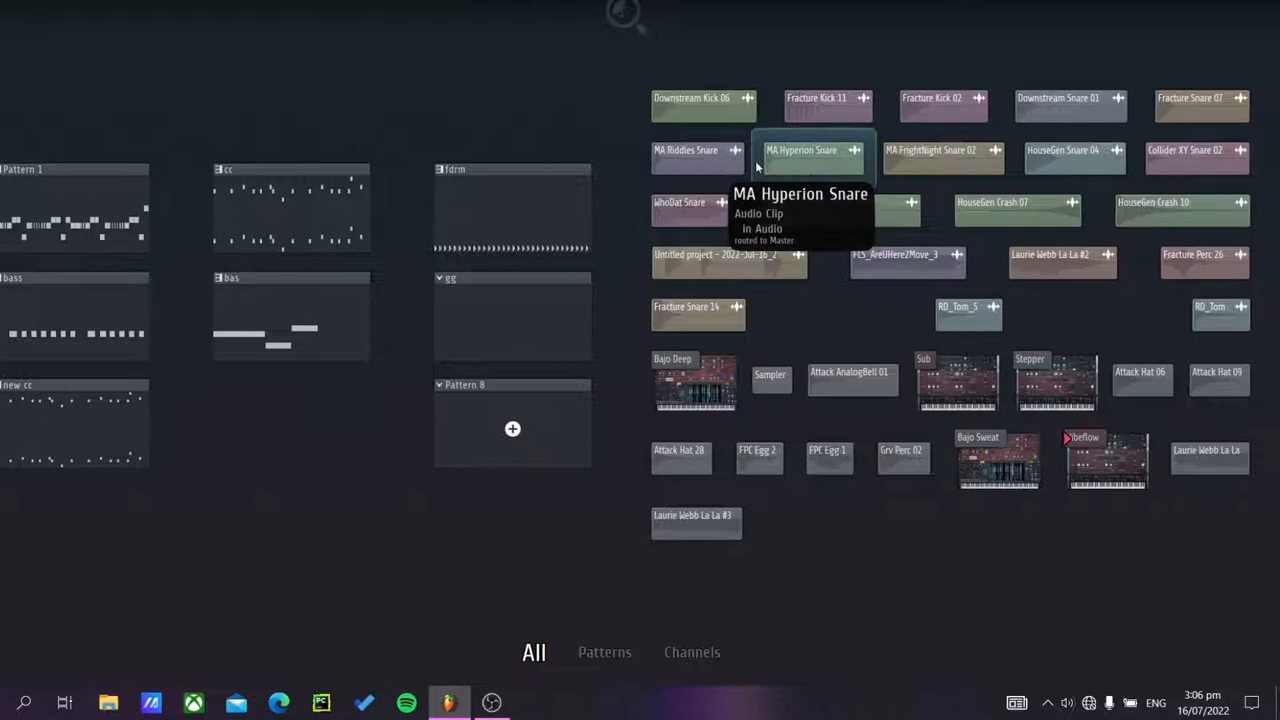 Downstream Kick 06
Fracture Kick 11
Fracture Kick 02
Downstream Snare 01
Fracture Snare 07
MA Riddles Snare
MA Hyperion Snare
MA FrightNight Snare 02
HouseGen Snare 04
Collider XY Snare 02
Pattern 1
cc
fdrm
WhoDat Snare
MA Hyperion Snare
Audio Clip
in Audio
routed to Master
HouseGen Crash 07
HouseGen Crash 10
Untitled project - 2022-Jul-16_2
FLS_AreUHere2Move_3
Laurie Webb La La #2
Fracture Perc 26
bass
bas
gg
Fracture Snare 14
RD_Tom_5
RD_Tom
Bajo Deep
Sampler
Attack AnalogBell 01
Sub
Stepper
Attack Hat 06
Attack Hat 09
new cc
Pattern 8
Attack Hat 28
FPC Egg 2
FPC Egg 1
Grv Perc 02
Bajo Sweat
ibeflow
Laurie Webb La La
Laurie Webb La La #3
All
Patterns
Channels
PC
ENG
3:06 pm
16/07/2022